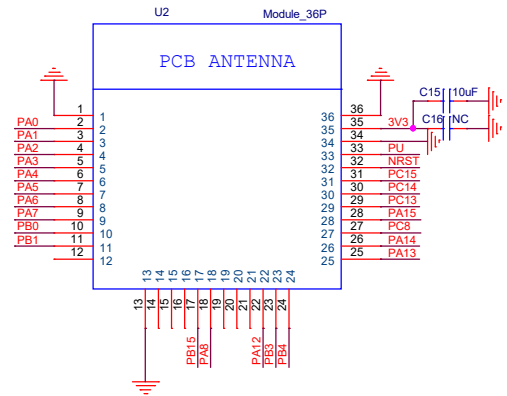 U2 Module_36P
PCB ANTENNA
1 1 36 36
PA0 2 2 35 35 3V3
PA1 3 3 34 34
PA2 4 4 33 33 PU
PA3 5 5 32 32 NRST
PA4 6 6 31 31 PC15
PA5 7 7 30 30 PC14
PA6 8 8 29 29 PC13
PA7 9 9 28 28 PA15
PB0 10 10 27 27 PC8
PB1 11 11 26 26 PA14
12 12 25 25 PA13
C15 10uF
C16 NC
13 14 15 16 17 18 19 20 21 22 23 24
13 14 15 16 17 18 19 20 21 22 23 24
PB15 PA8 PA12 PB3 PB4